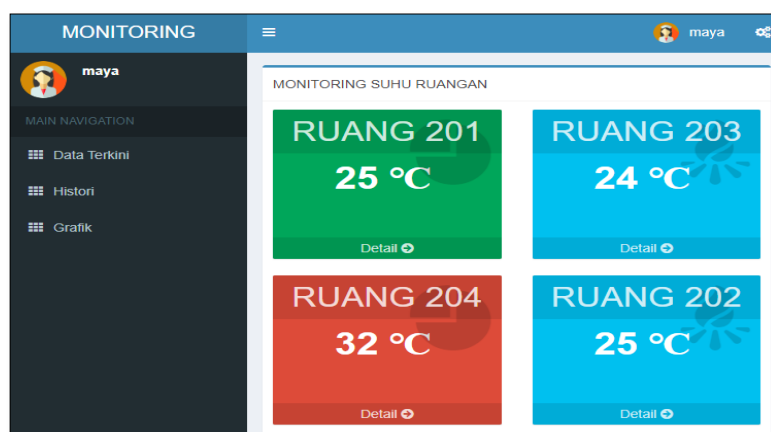 MONITORING
maya
maya
MAIN NAVIGATION
Data Terkini
Histori
Grafik
MONITORING SUHU RUANGAN
RUANG 201
25 °C
Detail
RUANG 203
24 °C
Detail
RUANG 204
32 °C
Detail
RUANG 202
25 °C
Detail